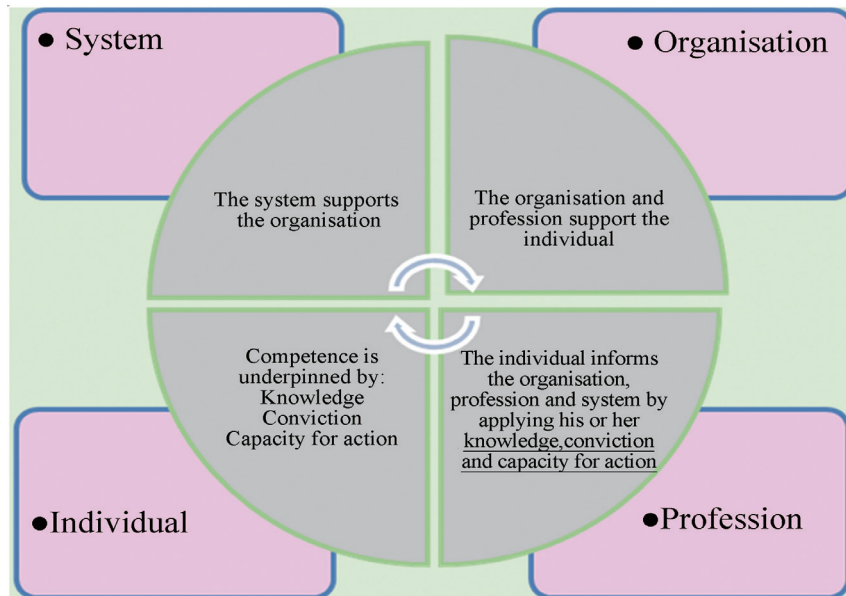 ● System
● Organisation
The system supports
the organisation
The organisation and
profession support the
individual
Competence is
underpinned by:
Knowledge
Conviction
Capacity for action
The individual informs
the organisation,
profession and system by
applying his or her
knowledge,conviction
and capacity for action
●Individual
●Profession